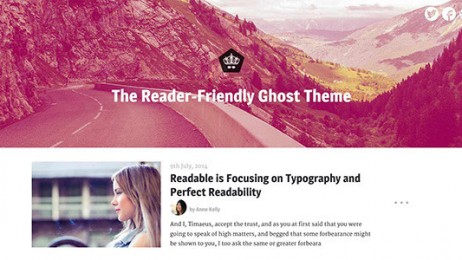 The Reader-Friendly Ghost Theme
5th July, 2014
Readable is Focusing on Typography and
Perfect Readability
by Anne Kelly
And I, Timaeus, accept the trust, and as you at first said that you were
going to speak of high matters, and begged that some forbearance might
be shown to you, I too ask the same or greater forbeara